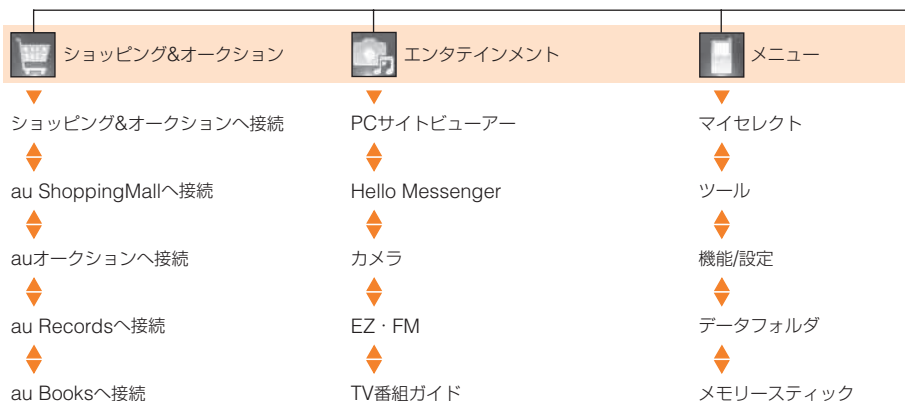 ショッピング&オークション
エンタテインメント
メニュー
ショッピング&オークションへ接続
PCサイトビューアー
マイセレクト
au ShoppingMallへ接続
Hello Messenger
ツール
auオークションへ接続
カメラ
機能/設定
au Recordsへ接続
EZ・FM
データフォルダ
au Booksへ接続
TV番組ガイド
メモリースティック